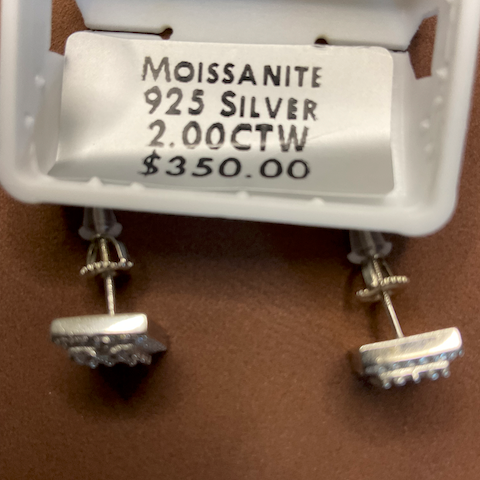 MOISSANITE
925 SILVER
2.00CTW
$350.00